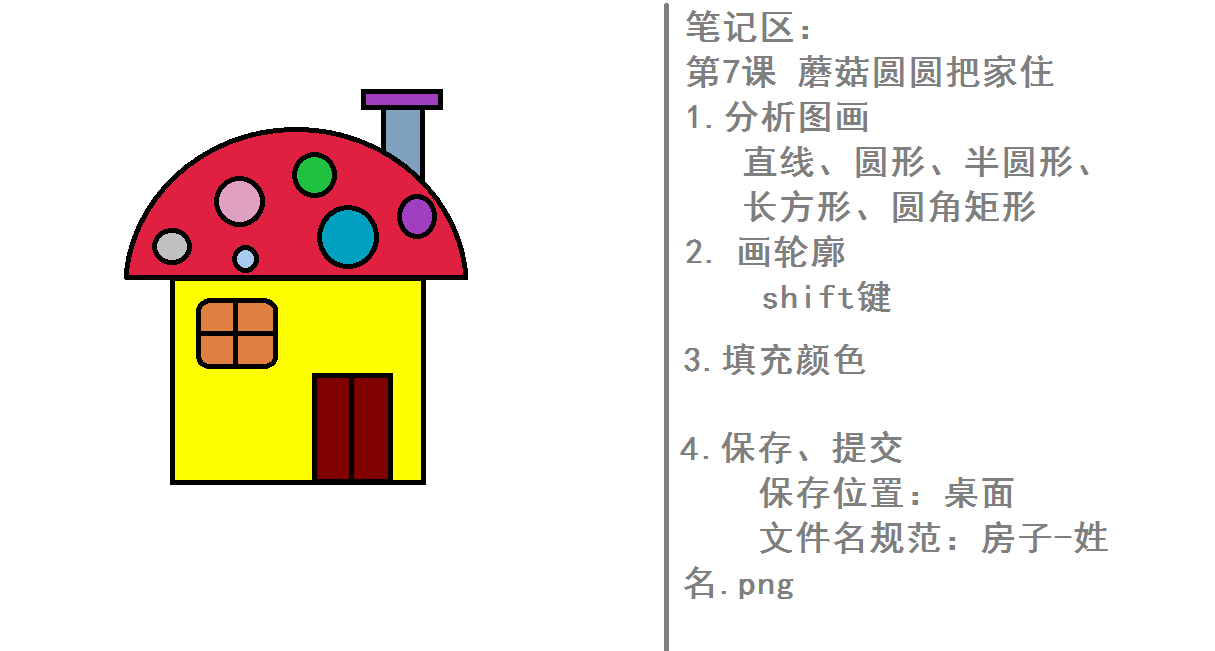 笔记区：
第7课 蘑菇圆圆把家住
1.分析图画
直线、圆形、半圆形、
长方形、圆角矩形
2. 画轮廓
shift键
3.填充颜色
4.保存、提交
保存位置：桌面
文件名规范：房子-姓
名.png